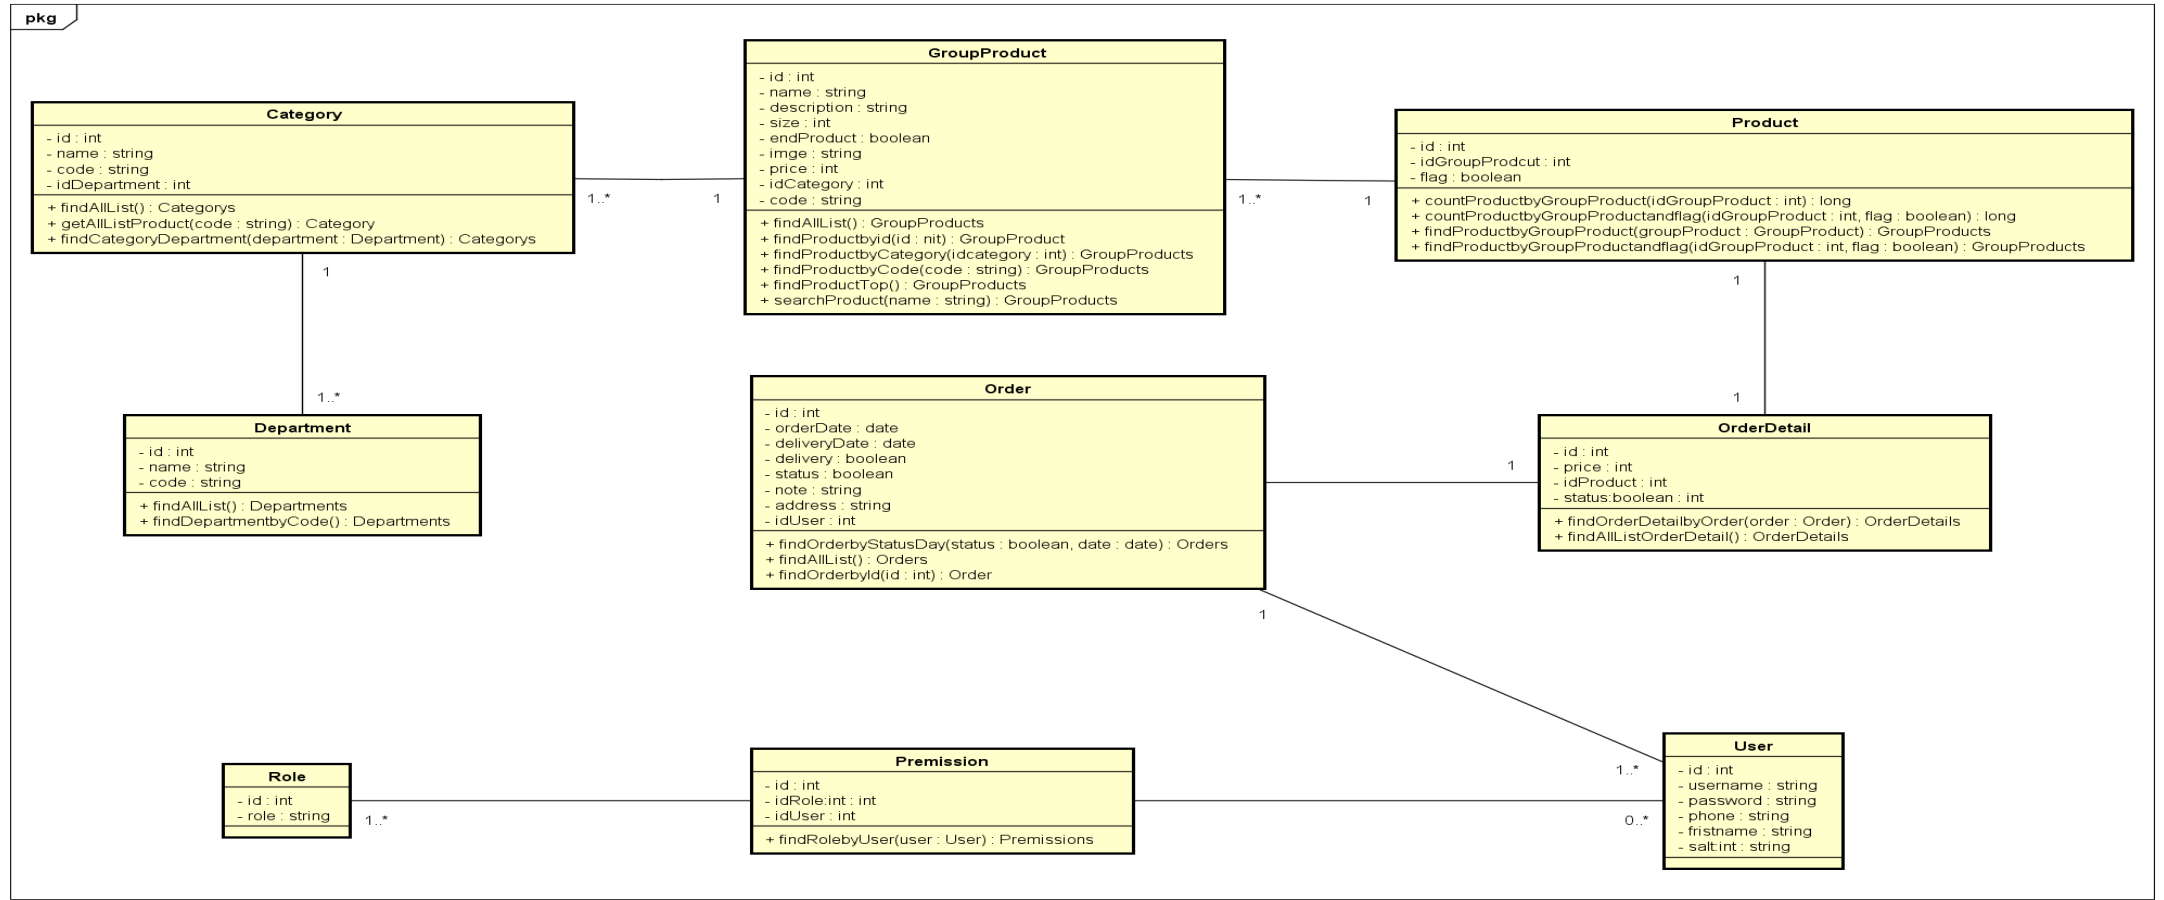 pkg
GroupProduct
- id : int
- name : string
- description : string
- size : int
- endProduct : boolean
- imge : string
- price : int
- idCategory : int
- code : string
+ findAllList() : GroupProducts
+ findProductbyid(id : nit) : GroupProduct
+ findProductbyCategory(idcategory : int) : GroupProducts
+ findProductbyCode(code : string) : GroupProducts
+ findProductTop() : GroupProducts
+ searchProduct(name : string) : GroupProducts
Category
- id : int
- name : string
- code : string
- idDepartment : int
+ findAllList() : Categorys
+ getAllListProduct(code : string) : Category
+ findCategoryDepartment(department : Department) : Categorys
1..*
1
Product
- id : int
- idGroupProdcut : int
- flag : boolean
+ countProductbyGroupProduct(idGroupProduct : int) : long
+ countProductbyGroupProductandflag(idGroupProduct : int, flag : boolean) : long
+ findProductbyGroupProduct(groupProduct : GroupProduct) : GroupProducts
+ findProductbyGroupProductandflag(idGroupProduct : int, flag : boolean) : GroupProducts
1..*
1
1
1..*
1
1
Department
- id : int
- name : string
- code : string
+ findAllList() : Departments
+ findDepartmentbyCode() : Departments
Order
- id : int
- orderDate : date
- deliveryDate : date
- delivery : boolean
- status : boolean
- note : string
- address : string
- idUser : int
+ findOrderbyStatusDay(status : boolean, date : date) : Orders
+ findAllList() : Orders
+ findOrderbyId(id : int) : Order
1
OrderDetail
- id : int
- price : int
- idProduct : int
- status:boolean : int
+ findOrderDetailbyOrder(order : Order) : OrderDetails
+ findAllListOrderDetail() : OrderDetails
1
1..*
Role
- id : int
- role : string
1..*
Premission
- id : int
- idRole:int : int
- idUser : int
+ findRolebyUser(user : User) : Premissions
0..*
User
- id : int
- username : string
- password : string
- phone : string
- fristname : string
- salt:int : string